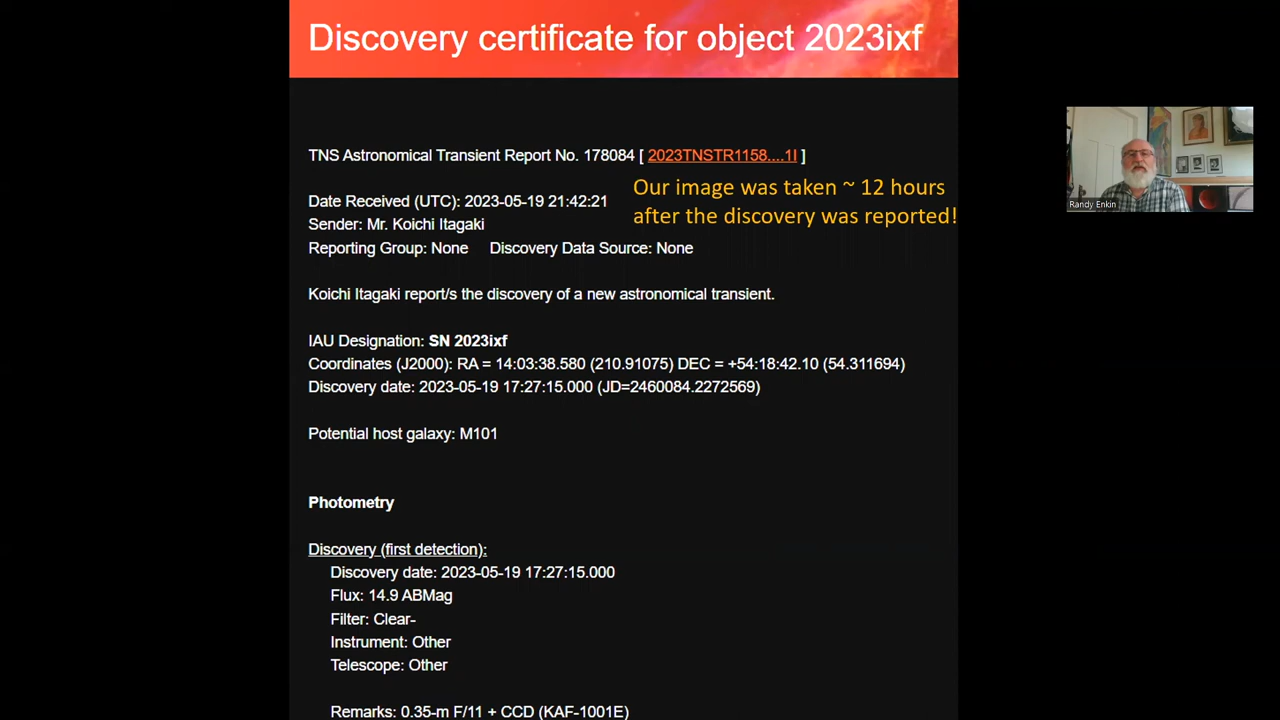 Discovery certificate for object 2023ixf
TNS Astronomical Transient Report No. 178084 [ 2023TNSTR1158....1I ]
Our image was taken ~ 12 hours
after the discovery was reported!
Date Received (UTC): 2023-05-19 21:42:21
Sender: Mr. Koichi Itagaki
Reporting Group: None Discovery Data Source: None
Koichi Itagaki report/s the discovery of a new astronomical transient.
IAU Designation: SN 2023ixf
Coordinates (J2000): RA = 14:03:38.580 (210.91075) DEC = +54:18:42.10 (54.311694)
Discovery date: 2023-05-19 17:27:15.000 (JD=2460084.2272569)
Potential host galaxy: M101
Photometry
Discovery (first detection):
Discovery date: 2023-05-19 17:27:15.000
Flux: 14.9 ABMag
Filter: Clear-
Instrument: Other
Telescope: Other
Remarks: 0.35-m F/11 + CCD (KAF-1001E)
Randy Enkin